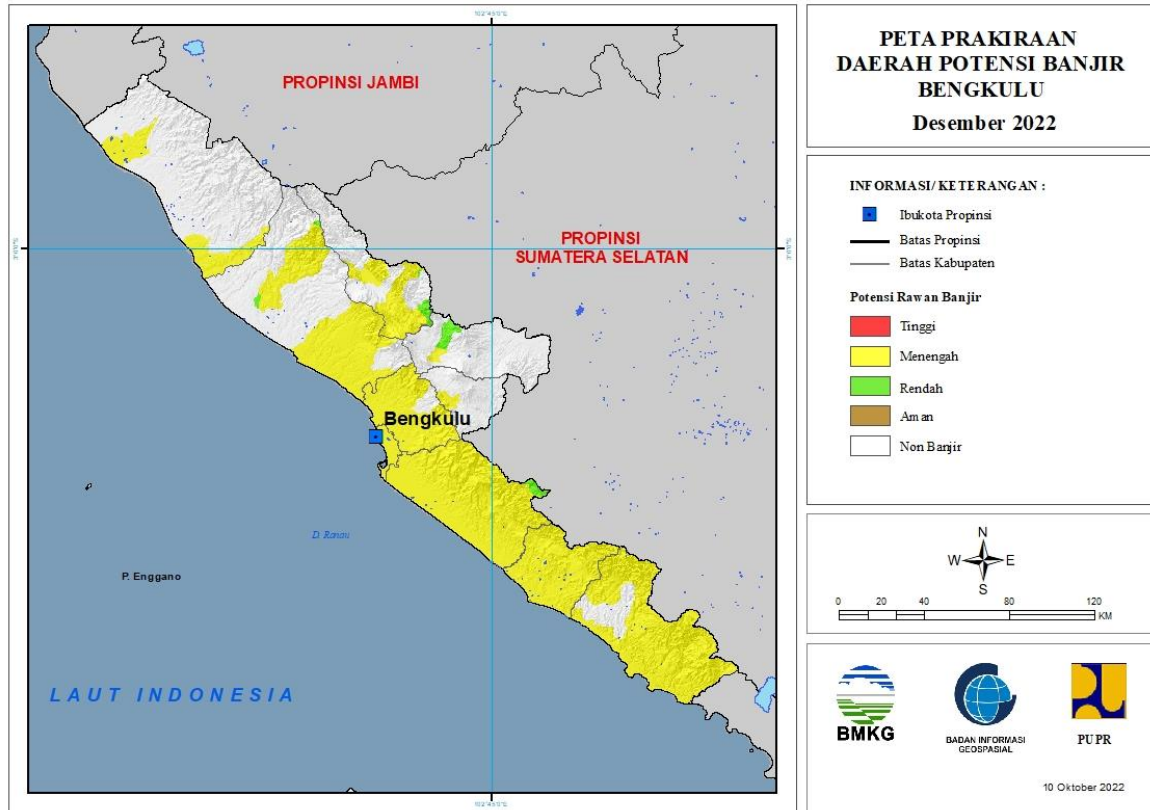 PETA PRAKIRAAN
DAERAH POTENSI BANJIR
BENGKULU
Desember 2022
INFORMASI/KETERANGAN :
Ibukota Propinsi
Batas Propinsi
Batas Kabupaten
Potensi Rawan Banjir
Tinggi
Menengah
Rendah
Aman
Non Banjir
N
W E
S
0 20 40 80 120
KM
BMKG
BADAN INFORMASI
GEOSPASIAL
PUPR
10 Oktober 2022
PROPINSI JAMBI
PROPINSI
SUMATERA SELATAN
Bengkulu
D. Ranau
P. Enggano
LAUT INDONESIA